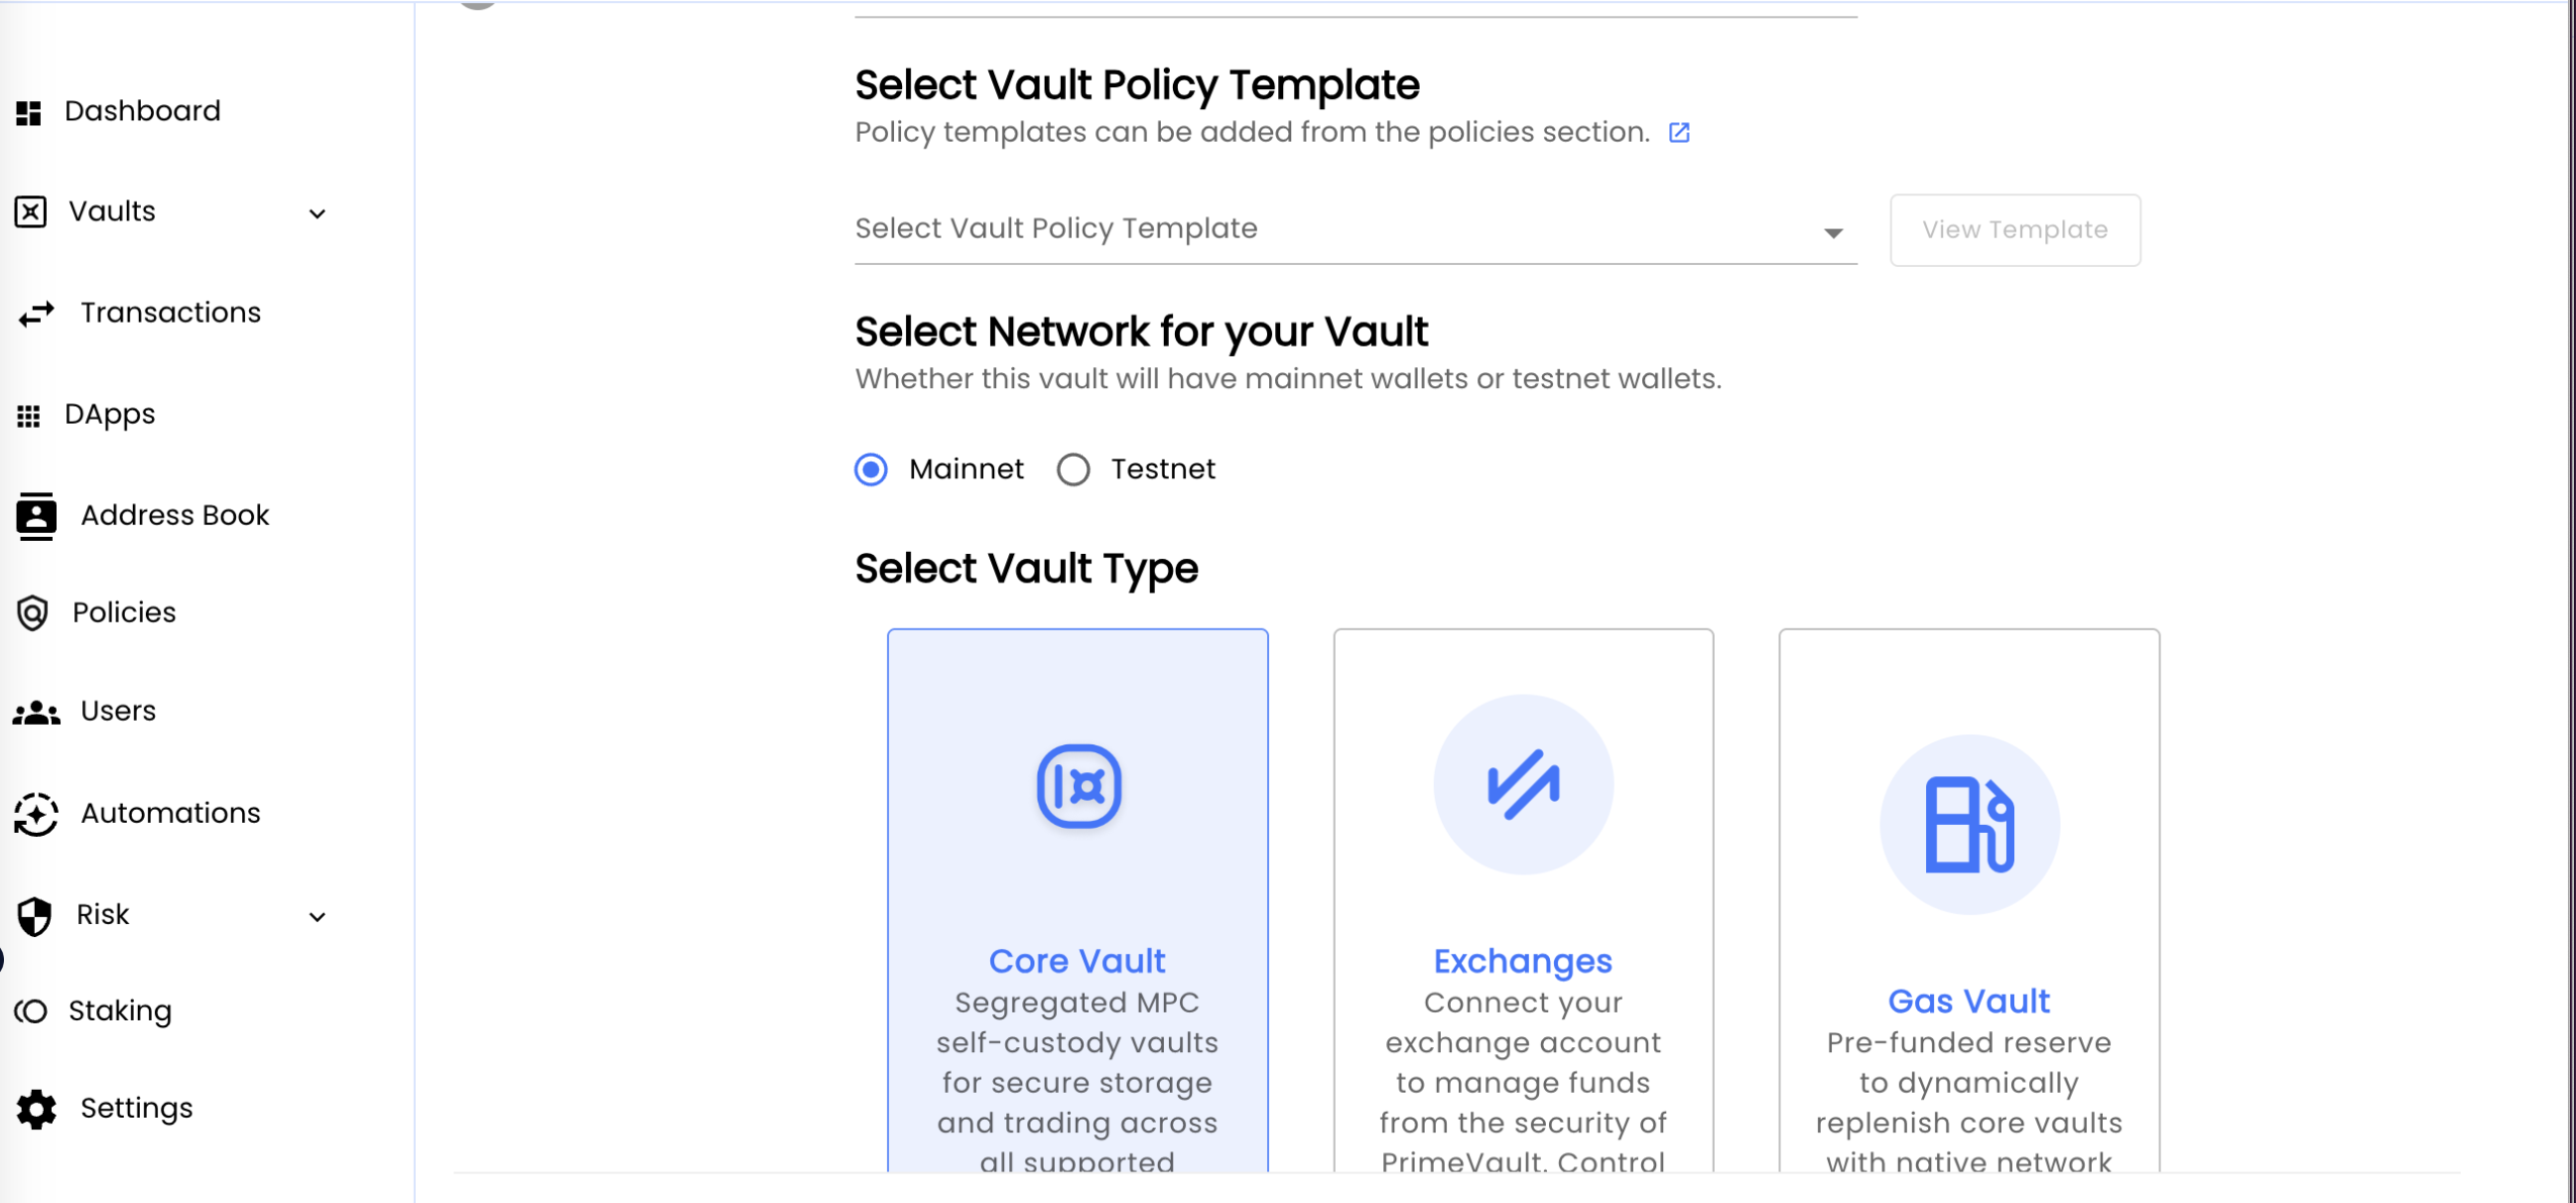 Dashboard
Vaults
Transactions
DApps
Address Book
Policies
Users
Automations
Risk
Staking
Settings
Select Vault Policy Template
Policy templates can be added from the policies section.
Select Vault Policy Template
View Template
Select Network for your Vault
Whether this vault will have mainnet wallets or testnet wallets.
Mainnet
Testnet
Select Vault Type
Core Vault
Segregated MPC
self-custody vaults
for secure storage
and trading across
all supported
Exchanges
Connect your
exchange account
to manage funds
from the security of
PrimeVault. Control
Gas Vault
Pre-funded reserve
to dynamically
replenish core vaults
with native network